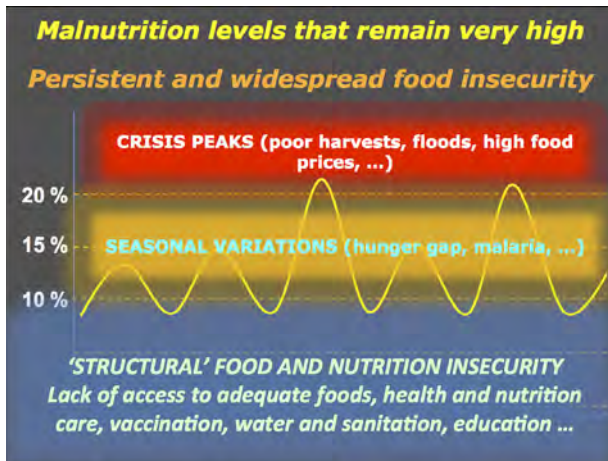 Malnutrition levels that remain very high
Persistent and widespread food insecurity
CRISIS PEAKS (poor harvests, floods, high food
prices, ...)
20 %
15 %
SEASONAL VARIATIONS (hunger gap, malaria, ...)
10 %
‘STRUCTURAL’ FOOD AND NUTRITION INSECURITY
Lack of access to adequate foods, health and nutrition
care, vaccination, water and sanitation, education ...